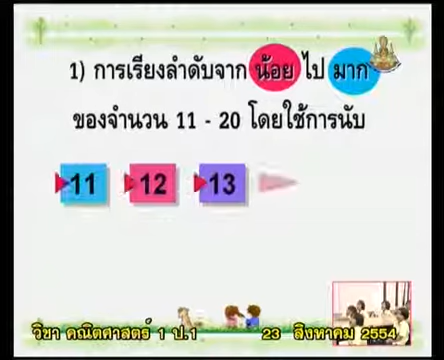 1) การเรียงลำดับจาก น้อย ไป มาก
ของจำนวน 11 - 20 โดยใช้การนับ
11 12 13
วิชา คณิตศาสตร์ 1 ป.1 23 สิงหาคม 2554